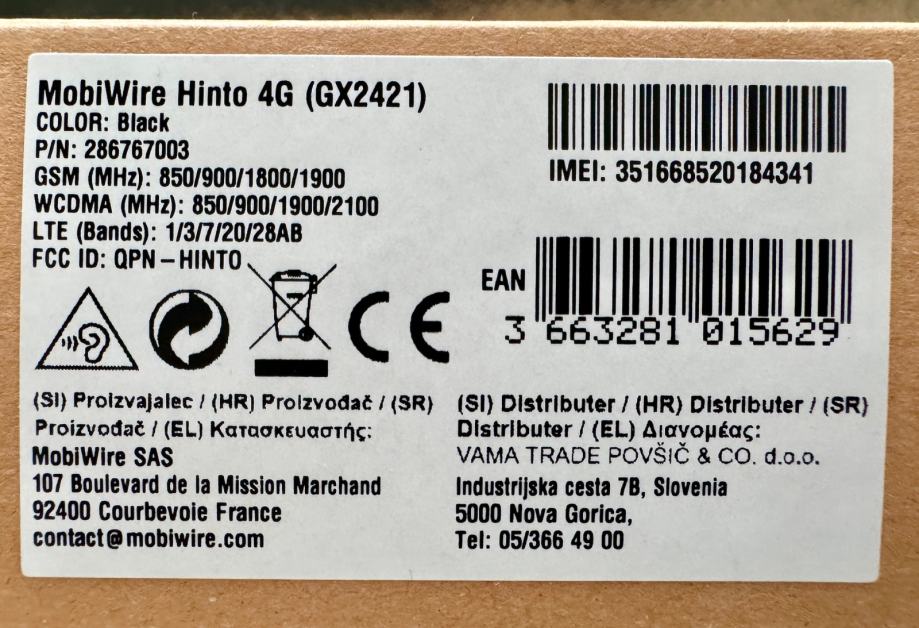 MobiWire Hinto 4G (GX2421)
COLOR: Black
P/N: 286767003
GSM (MHz): 850/900/1800/1900
WCDMA (MHz): 850/900/1900/2100
LTE (Bands): 1/3/7/20/28AB
FCC ID: QPN–HINTO
IMEI: 351668520184341
EAN
3 663281 015629
CE
(SI) Proizvajalec / (HR) Proizvođač / (SR)
Proizvođač / (EL) Κατασκευαστής:
MobiWire SAS
107 Boulevard de la Mission Marchand
92400 Courbevoie France
contact@mobiwire.com
(SI) Distributer / (HR) Distributer / (SR)
Distributer / (EL) Διανομέας:
VAMA TRADE POVŠIČ & CO. d.o.o.
Industrijska cesta 7B, Slovenia
5000 Nova Gorica,
Tel: 05/366 49 00